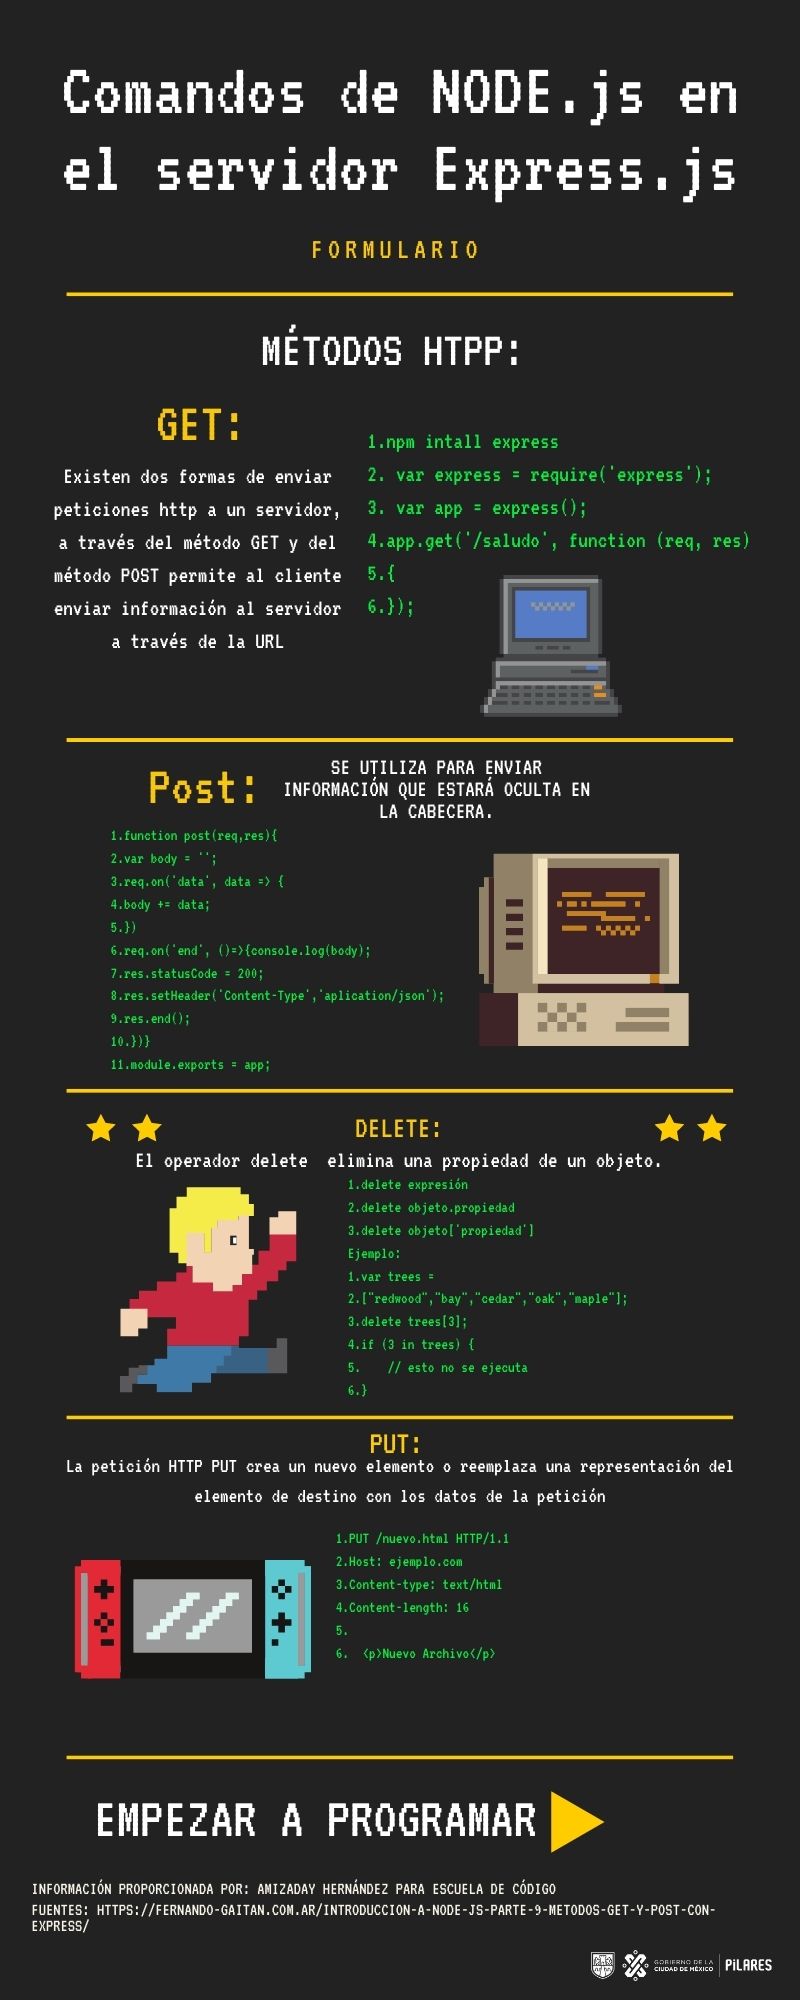 Comandos de NODE.js en
el servidor Express.js
FORMULARIO
MÉTODOS HTPP:
GET:
Existen dos formas de enviar
peticiones http a un servidor,
a través del método GET y del
método POST permite al cliente
enviar información al servidor
a través de la URL
1.npm intall express
2. var express = require('express');
3. var app = express();
4.app.get('/saludo', function (req, res)
5.{
6.});
Post:
SE UTILIZA PARA ENVIAR
INFORMACIÓN QUE ESTARÁ OCULTA EN
LA CABECERA.
1.function post(req,res){
2.var body = '';
3.req.on('data', data => {
4.body += data;
5.})
6.req.on('end', ()=>{console.log(body);
7.res.statusCode = 200;
8.res.setHeader('Content-Type','aplication/json');
9.res.end();
10.})}
11.module.exports = app;
DELETE:
El operador delete  elimina una propiedad de un objeto.
1.delete expresión
2.delete objeto.propiedad
3.delete objeto['propiedad']
Ejemplo:
1.var trees =
2.["redwood","bay","cedar","oak","maple"];
3.delete trees[3];
4.if (3 in trees) {
5.    // esto no se ejecuta
6.}
PUT:
La petición HTTP PUT crea un nuevo elemento o reemplaza una representación del
elemento de destino con los datos de la petición
1.PUT /nuevo.html HTTP/1.1
2.Host: ejemplo.com
3.Content-type: text/html
4.Content-length: 16
5.
6.  <p>Nuevo Archivo</p>
EMPEZAR A PROGRAMAR
INFORMACIÓN PROPORCIONADA POR: AMIZADAY HERNÁNDEZ PARA ESCUELA DE CÓDIGO
FUENTES: HTTPS://FERNANDO-GAITAN.COM.AR/INTRODUCCION-A-NODE-JS-PARTE-9-METODOS-GET-Y-POST-CON-
EXPRESS/
GOBIERNO DE LA
CIUDAD DE MÉXICO
PiLARES